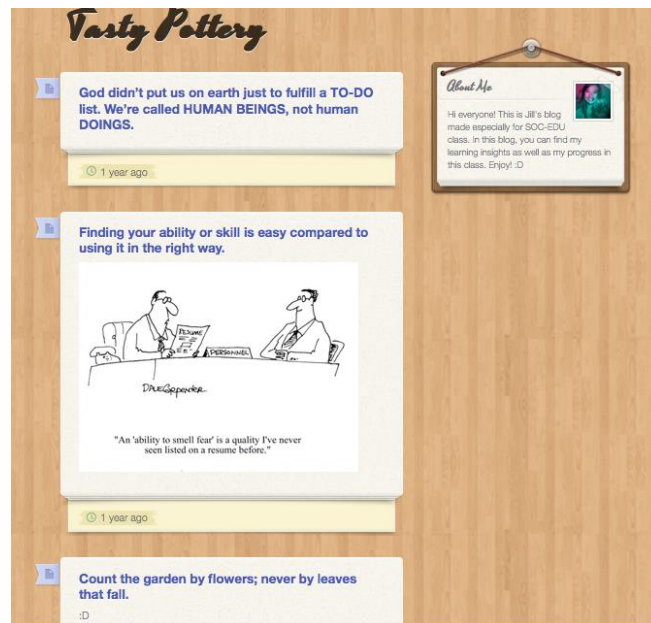 Tasty Pottery
God didn't put us on earth just to fulfill a TO-DO
list. We're called HUMAN BEINGS, not human
DOINGS.
1 year ago
Finding your ability or skill is easy compared to
using it in the right way.
RESUME
PERSONNEL
DAVE CARPENTER
"An 'ability to smell fear' is a quality I've never
seen listed on a resume before."
1 year ago
Count the garden by flowers; never by leaves
that fall.
:D
About Me
Hi everyone! This is Jill's blog
made especially for SOC-EDU
class. In this blog, you can find my
learning insights as well as my progress in
this class. Enjoy! :D